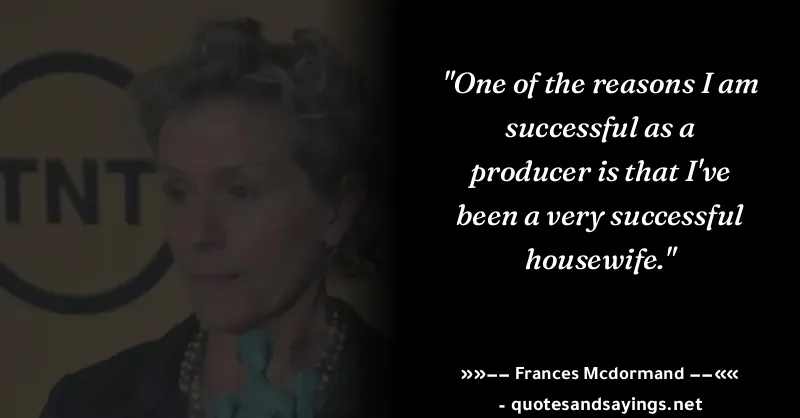 TNT
"One of the reasons I am
successful as a
producer is that I've
been a very successful
housewife."
»»−− Frances Mcdormand −−««
- quotesandsayings.net